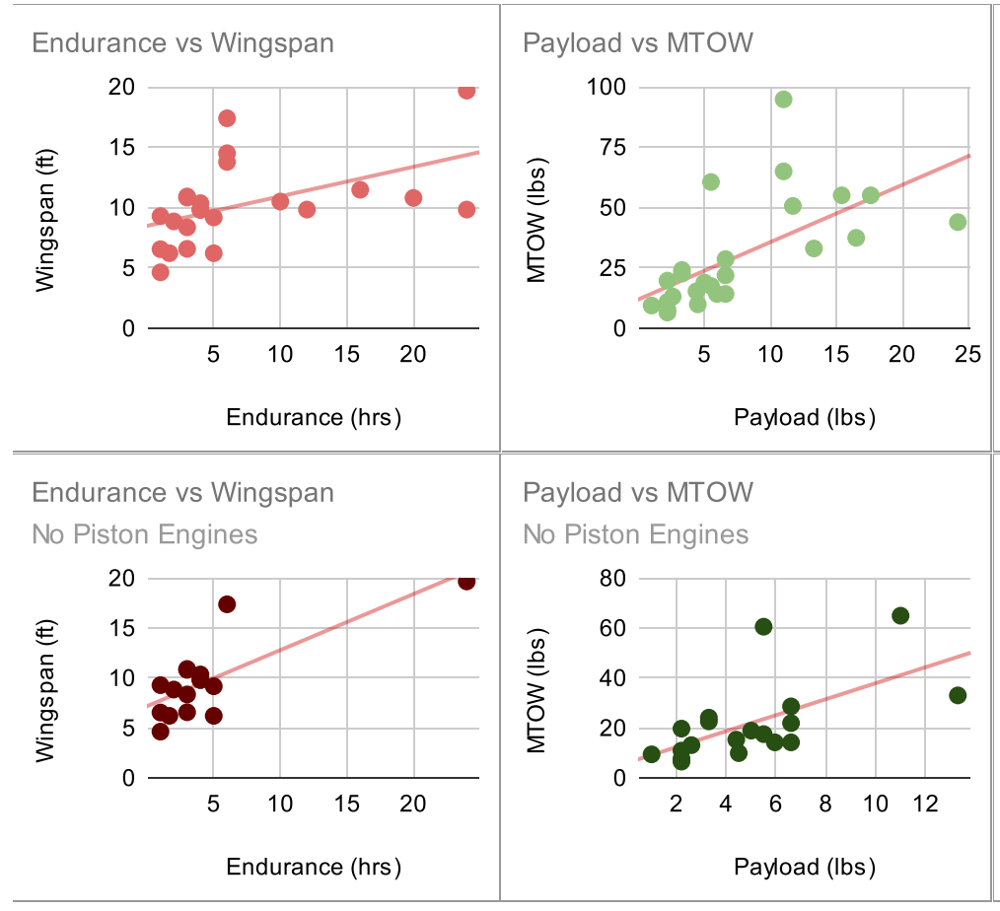 Endurance vs Wingspan
20
15
10
5
0
Wingspan (ft)
5 10 15 20
Endurance (hrs)
Payload vs MTOW
100
75
50
25
0
MTOW (lbs)
5 10 15 20 25
Payload (lbs)
Endurance vs Wingspan
No Piston Engines
20
15
10
5
0
Wingspan (ft)
5 10 15 20
Endurance (hrs)
Payload vs MTOW
No Piston Engines
80
60
40
20
0
MTOW (lbs)
2 4 6 8 10 12
Payload (lbs)